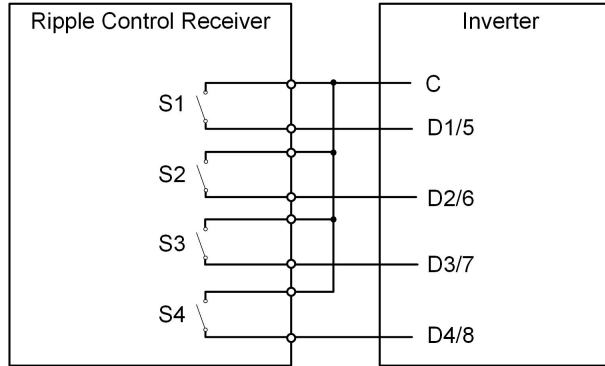 Ripple Control Receiver
Inverter
S1
C
D1/5
S2
D2/6
S3
D3/7
S4
D4/8